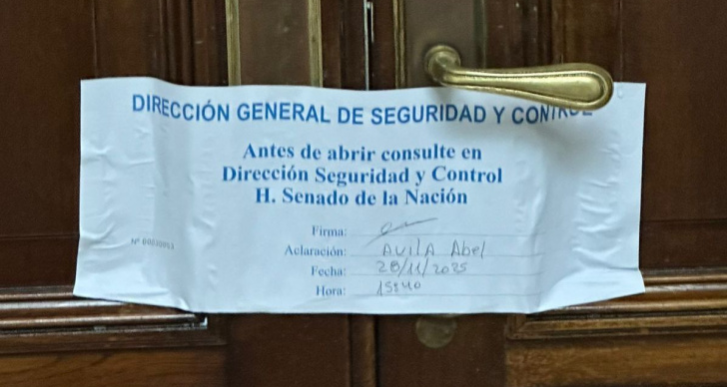 DIRECCIÓN GENERAL DE SEGURIDAD Y CONTROL
Antes de abrir consulte en
Dirección Seguridad y Control
H. Senado de la Nación
Firma:
Aclaración: AVILA Abel
Fecha: 28/11/2025
Hora: 15:40
Nº